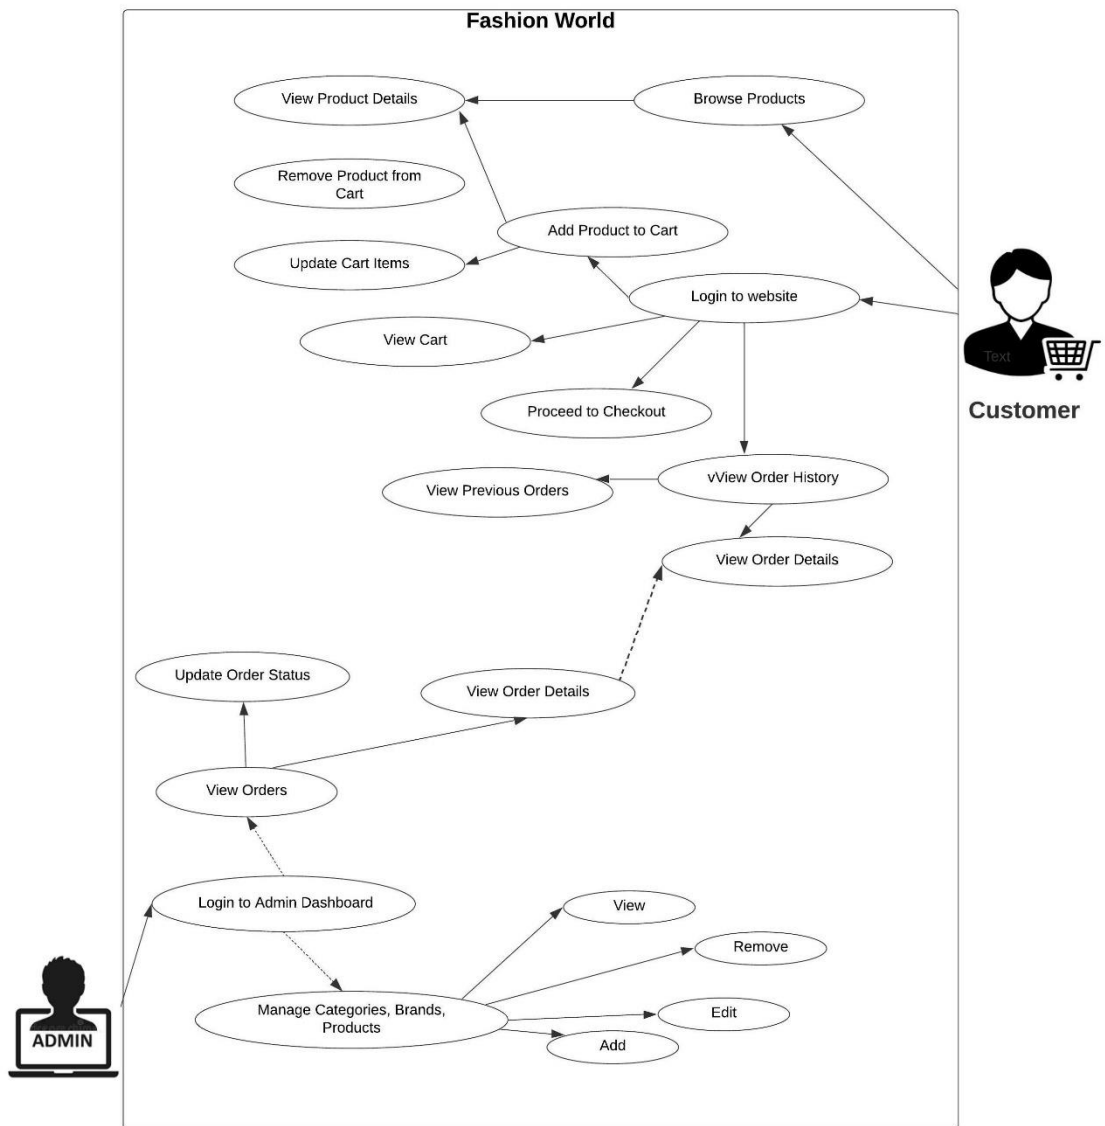 Fashion World
View Product Details
Browse Products
Remove Product from
Cart
Add Product to Cart
Update Cart Items
Login to website
View Cart
Text
Customer
Proceed to Checkout
View Previous Orders
vView Order History
View Order Details
Update Order Status
View Order Details
View Orders
Login to Admin Dashboard
View
Remove
Manage Categories, Brands,
Products
Edit
Add
ADMIN